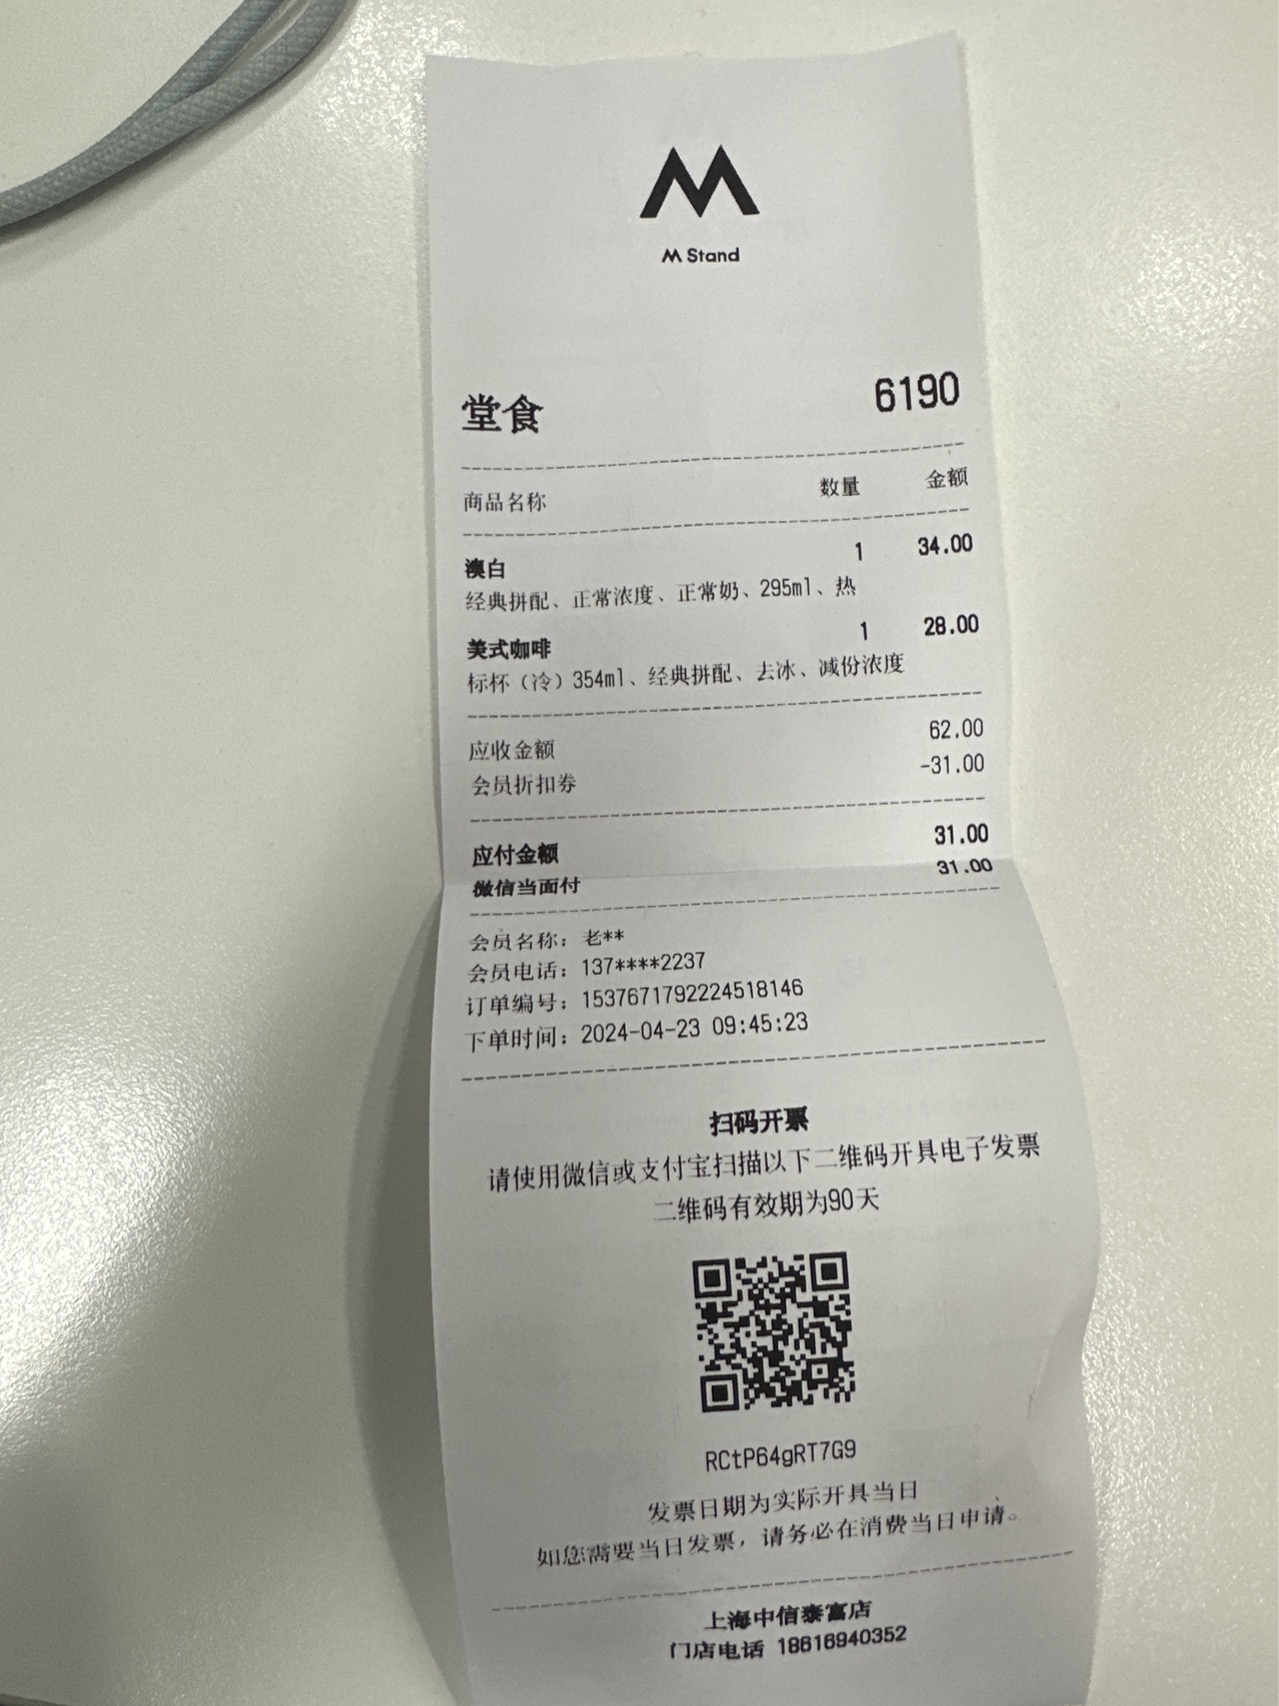 M Stand
堂食 6190
商品名称 数量 金额
澳白 1 34.00
经典拼配、正常浓度、正常奶、295ml、热
美式咖啡 1 28.00
标杯（冷）354ml、经典拼配、去冰、减份浓度
应收金额 62.00
会员折扣券 -31.00
应付金额 31.00
微信当面付 31.00
会员名称：老**
会员电话：137****2237
订单编号：1537671792224518146
下单时间：2024-04-23 09:45:23
扫码开票
请使用微信或支付宝扫描以下二维码开具电子发票
二维码有效期为90天
RCtP64gRT7G9
发票日期为实际开具当日
如您需要当日发票，请务必在消费当日申请。
上海中信泰富店
门店电话 18616940352